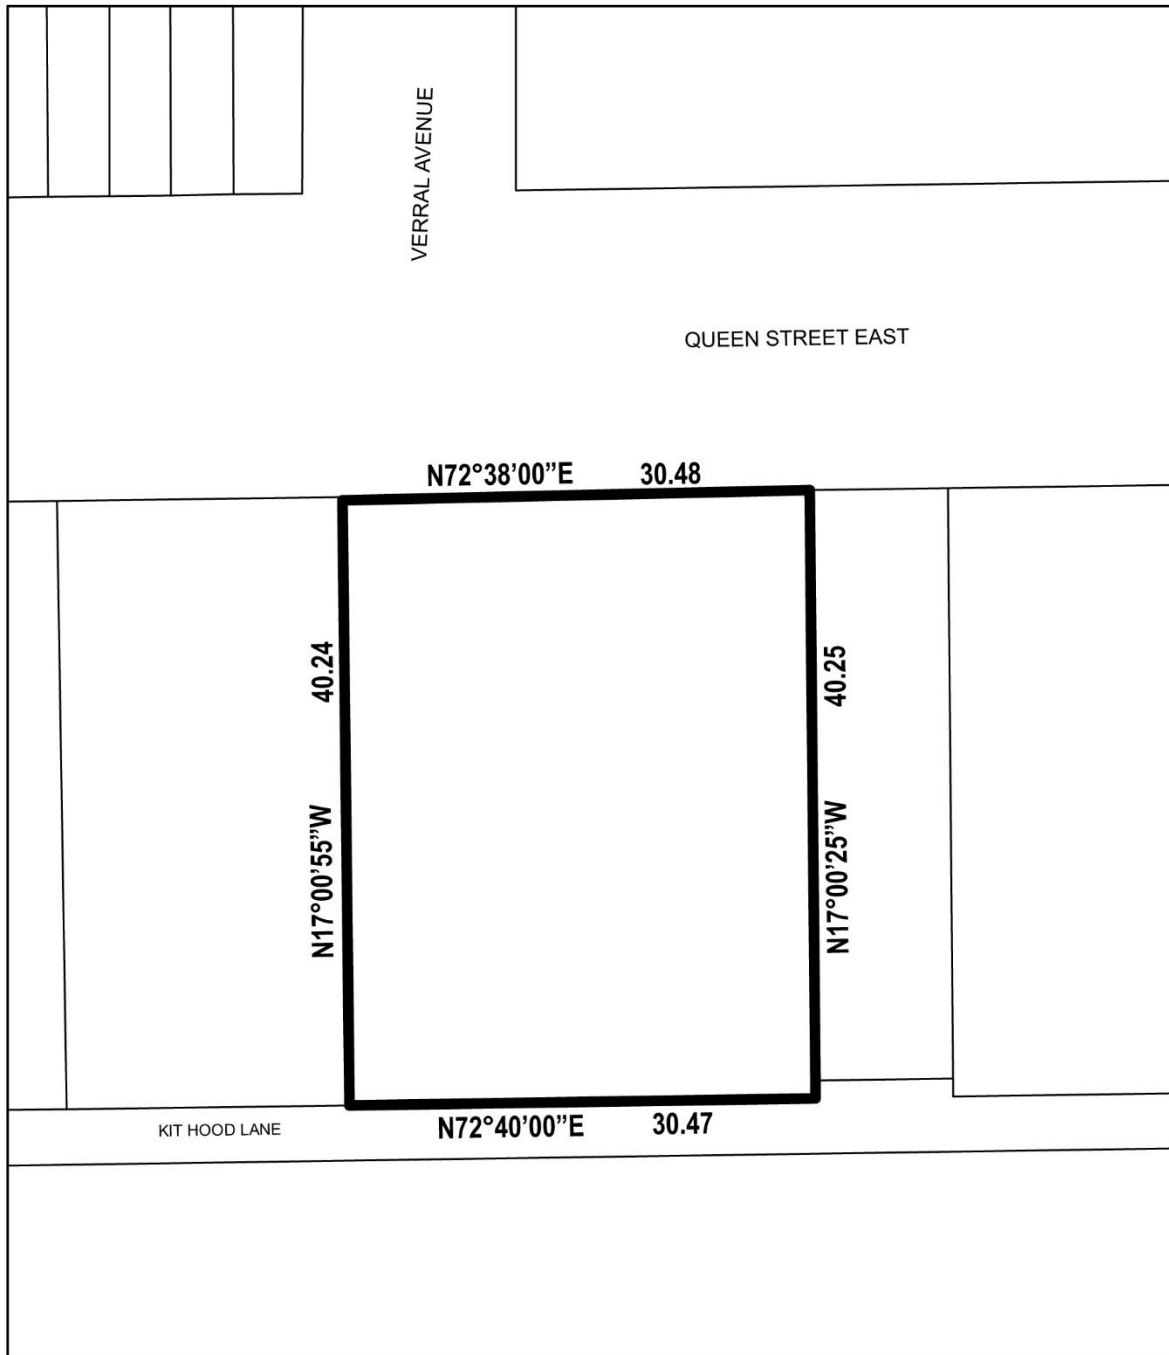 VERRAL AVENUE
QUEEN STREET EAST
N72°38’00”E 30.48
40.24
40.25
N17°00’55”W
N17°00’25”W
KIT HOOD LANE
N72°40’00”E 30.47